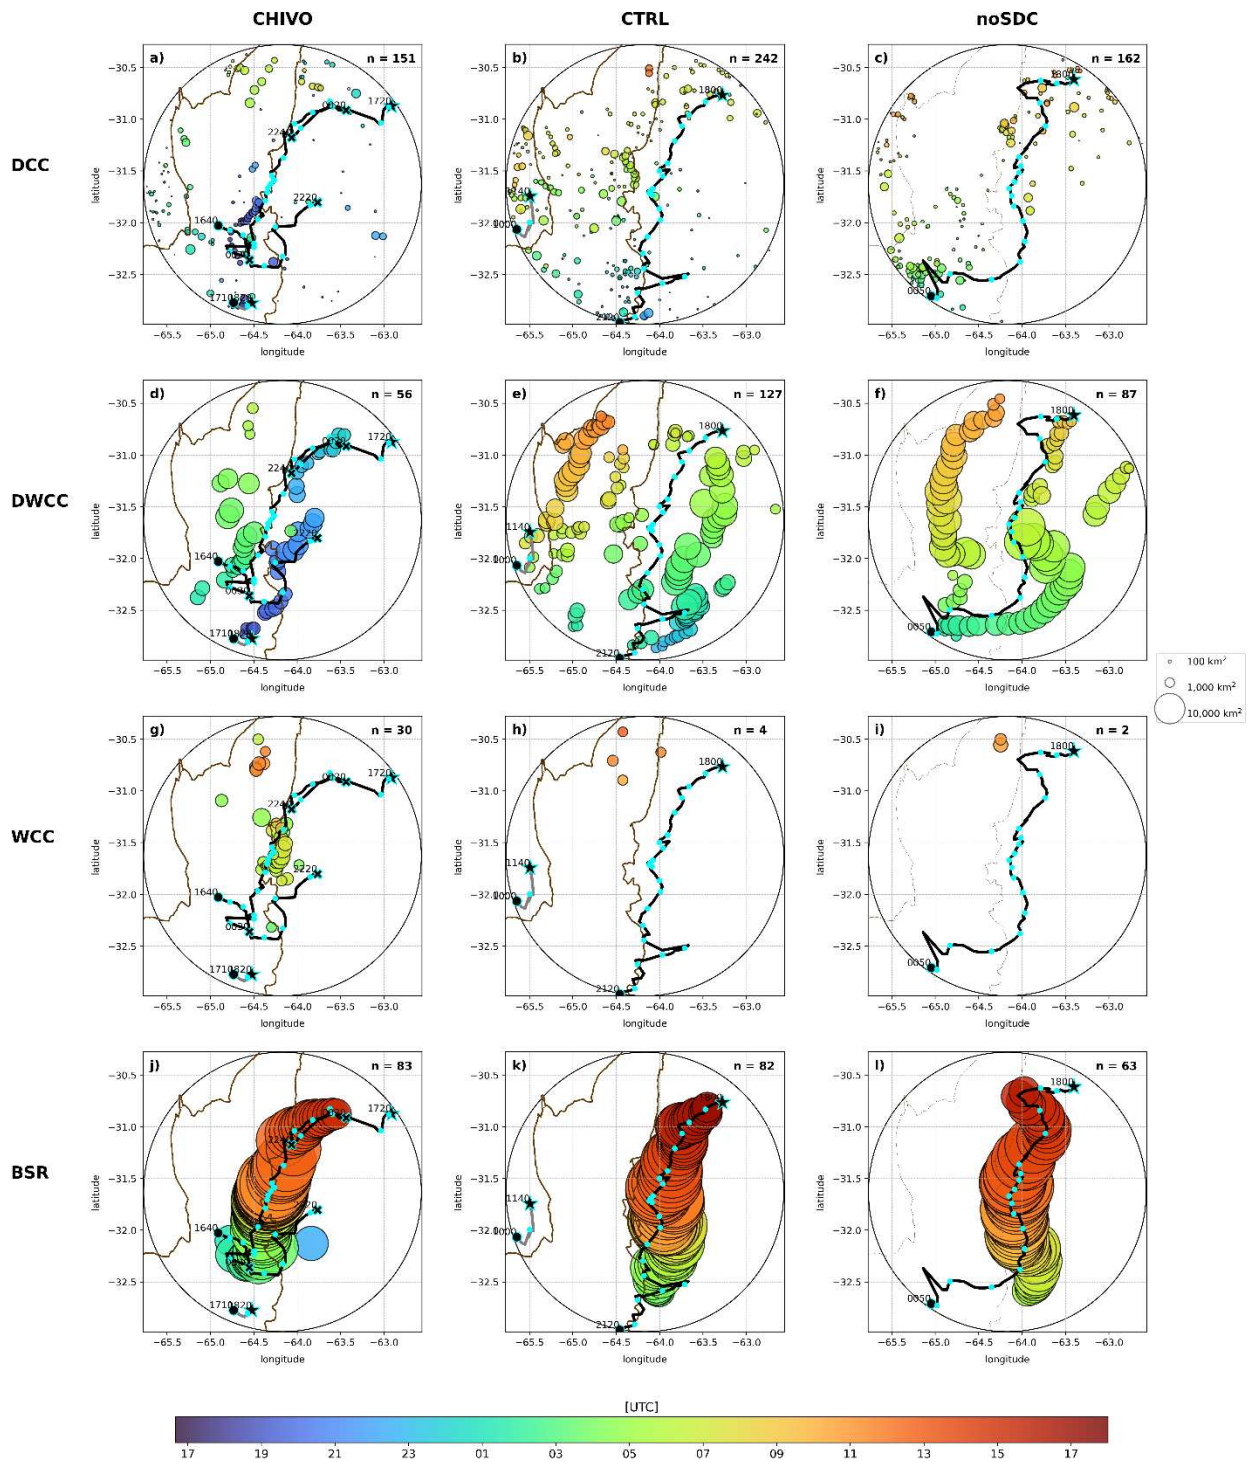 CHIVO CTRL noSDC
DCC
a) n = 151
b) n = 242
c) n = 162
DWCC
d) n = 56
e) n = 127
f) n = 87
WCC
g) n = 30
h) n = 4
i) n = 2
BSR
j) n = 83
k) n = 82
l) n = 63
latitude
longitude
−30.5
−31.0
−31.5
−32.0
−32.5
−65.5 −65.0 −64.5 −64.0 −63.5 −63.0
1720
2220
1640
1800
1140
2120
0050
100 km²
1,000 km²
10,000 km²
[UTC]
17 19 21 23 01 03 05 07 09 11 13 15 17